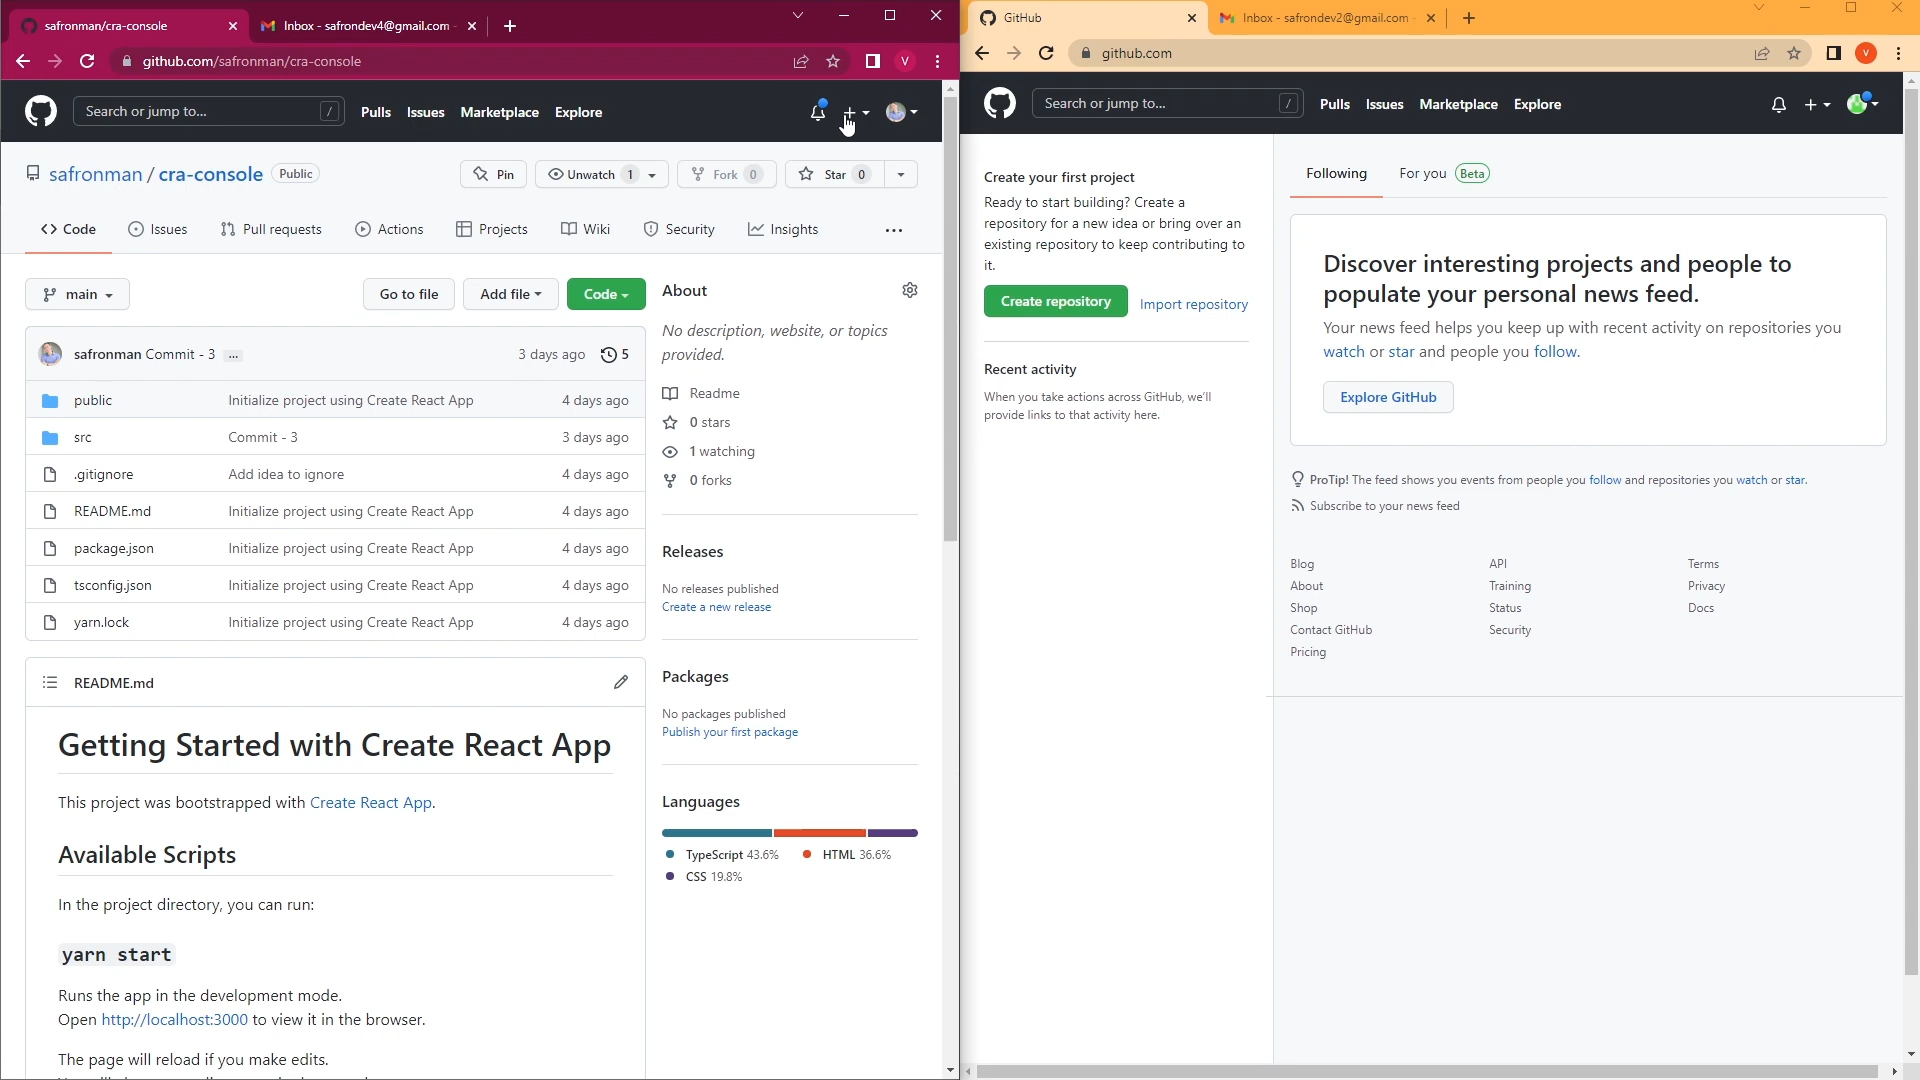 safronman/cra-console
Inbox - safrondev4@gmail.com -
github.com/safronman/cra-console
V
Search or jump to...
/
Pulls
Issues
Marketplace
Explore
safronman / cra-console
Public
Pin
Unwatch 1
Fork 0
Star 0
<> Code
Issues
Pull requests
Actions
Projects
Wiki
Security
Insights
...
main
Go to file
Add file
Code
safronman Commit - 3 ...
3 days ago
5
public
Initialize project using Create React App
4 days ago
src
Commit - 3
3 days ago
.gitignore
Add idea to ignore
4 days ago
README.md
Initialize project using Create React App
4 days ago
package.json
Initialize project using Create React App
4 days ago
tsconfig.json
Initialize project using Create React App
4 days ago
yarn.lock
Initialize project using Create React App
4 days ago
README.md
Getting Started with Create React App
This project was bootstrapped with Create React App.
Available Scripts
In the project directory, you can run:
yarn start
Runs the app in the development mode.
Open http://localhost:3000 to view it in the browser.
The page will reload if you make edits.
About
No description, website, or topics
provided.
Readme
0 stars
1 watching
0 forks
Releases
No releases published
Create a new release
Packages
No packages published
Publish your first package
Languages
TypeScript 43.6%
HTML 36.6%
CSS 19.8%
GitHub
Inbox - safrondev2@gmail.com -
github.com
V
Search or jump to...
/
Pulls
Issues
Marketplace
Explore
Create your first project
Ready to start building? Create a
repository for a new idea or bring over an
existing repository to keep contributing to
it.
Create repository
Import repository
Recent activity
When you take actions across GitHub, we'll
provide links to that activity here.
Following
For you Beta
Discover interesting projects and people to
populate your personal news feed.
Your news feed helps you keep up with recent activity on repositories you
watch or star and people you follow.
Explore GitHub
ProTip! The feed shows you events from people you follow and repositories you watch or star.
Subscribe to your news feed
Blog
About
Shop
Contact GitHub
Pricing
API
Training
Status
Security
Terms
Privacy
Docs